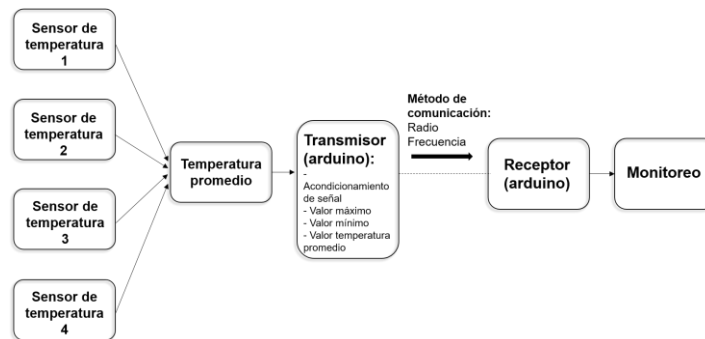 Sensor de
temperatura
1
Sensor de
temperatura
2
Sensor de
temperatura
3
Sensor de
temperatura
4
Temperatura
promedio
Transmisor
(arduino):
-
Acondicionamiento
de señal
- Valor máximo
- Valor mínimo
- Valor temperatura
promedio
Método de
comunicación:
Radio
Frecuencia
Receptor
(arduino)
Monitoreo